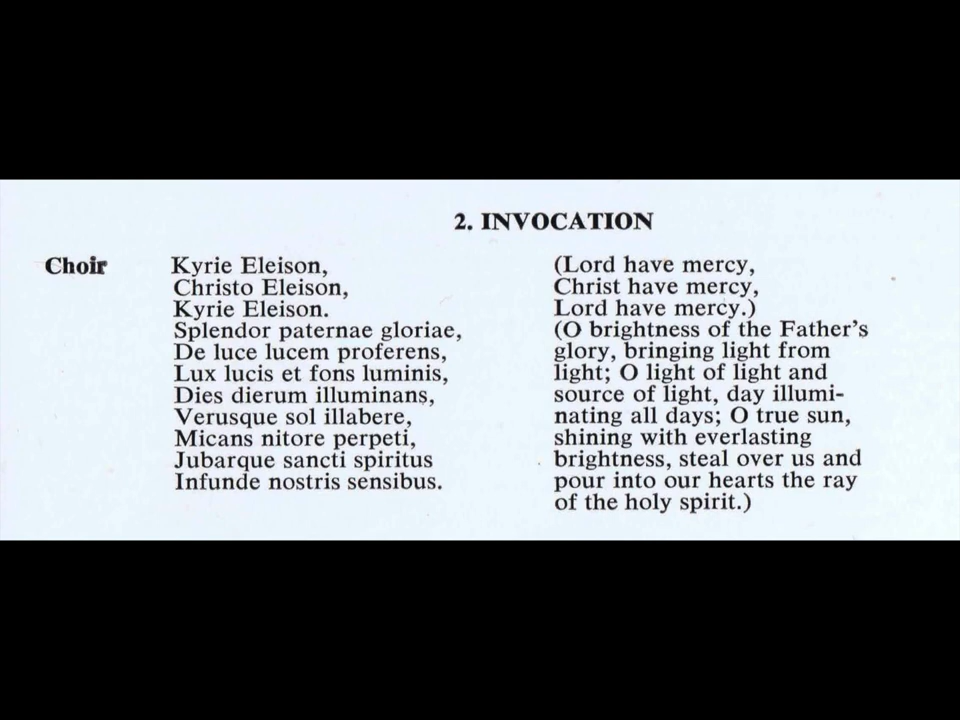 2. INVOCATION
Choir
Kyrie Eleison,
Christo Eleison,
Kyrie Eleison.
Splendor paternae gloriae,
De luce lucem proferens,
Lux lucis et fons luminis,
Dies dierum illuminans,
Verusque sol illabere,
Micans nitore perpeti,
Jubarque sancti spiritus
Infunde nostris sensibus.
(Lord have mercy,
Christ have mercy,
Lord have mercy.)
(O brightness of the Father's
glory, bringing light from
light; O light of light and
source of light, day illumi-
nating all days; O true sun,
shining with everlasting
brightness, steal over us and
pour into our hearts the ray
of the holy spirit.)